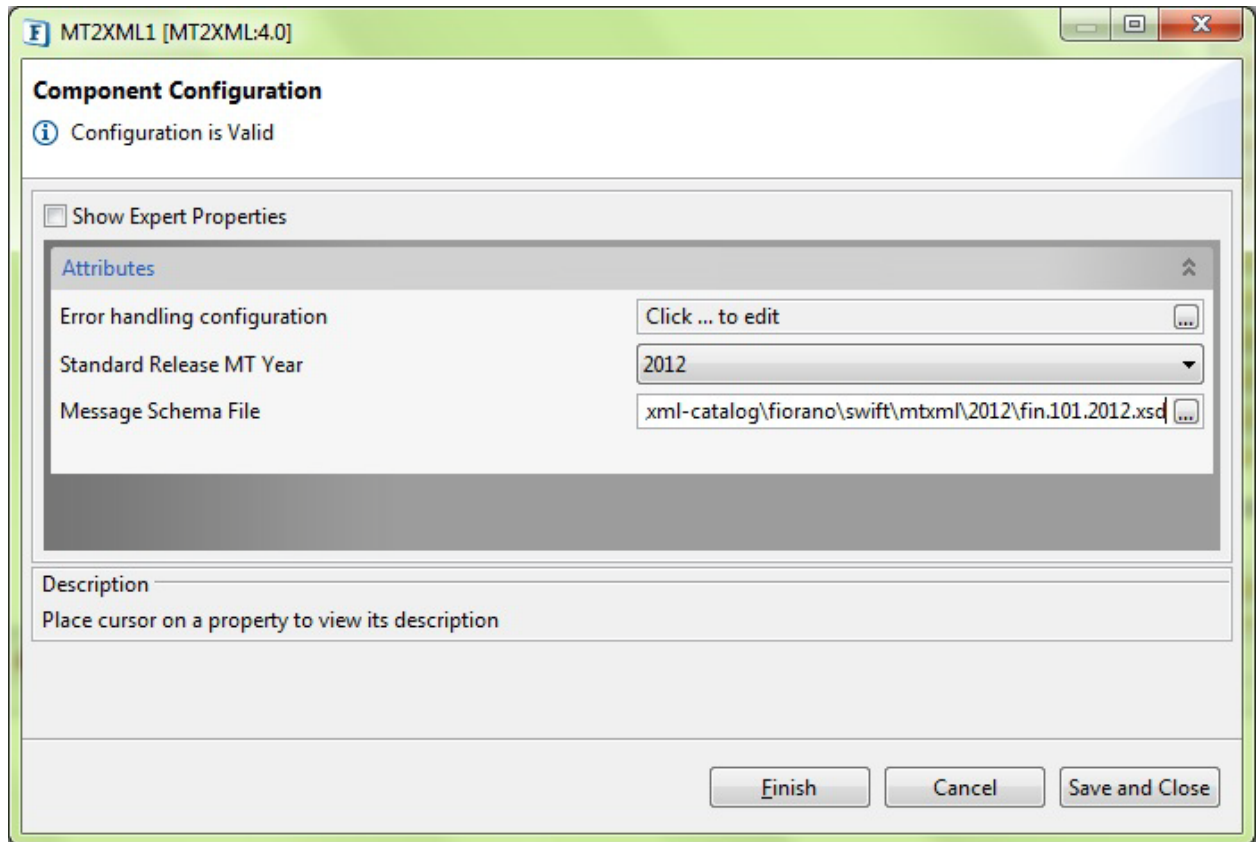 F MT2XML1 [MT2XML:4.0]
Component Configuration
Configuration is Valid
Show Expert Properties
Attributes
Error handling configuration Click ... to edit ...
Standard Release MT Year 2012
Message Schema File xml-catalog\fiorano\swift\mtxml\2012\fin.101.2012.xsd ...
Description
Place cursor on a property to view its description
Finish Cancel Save and Close